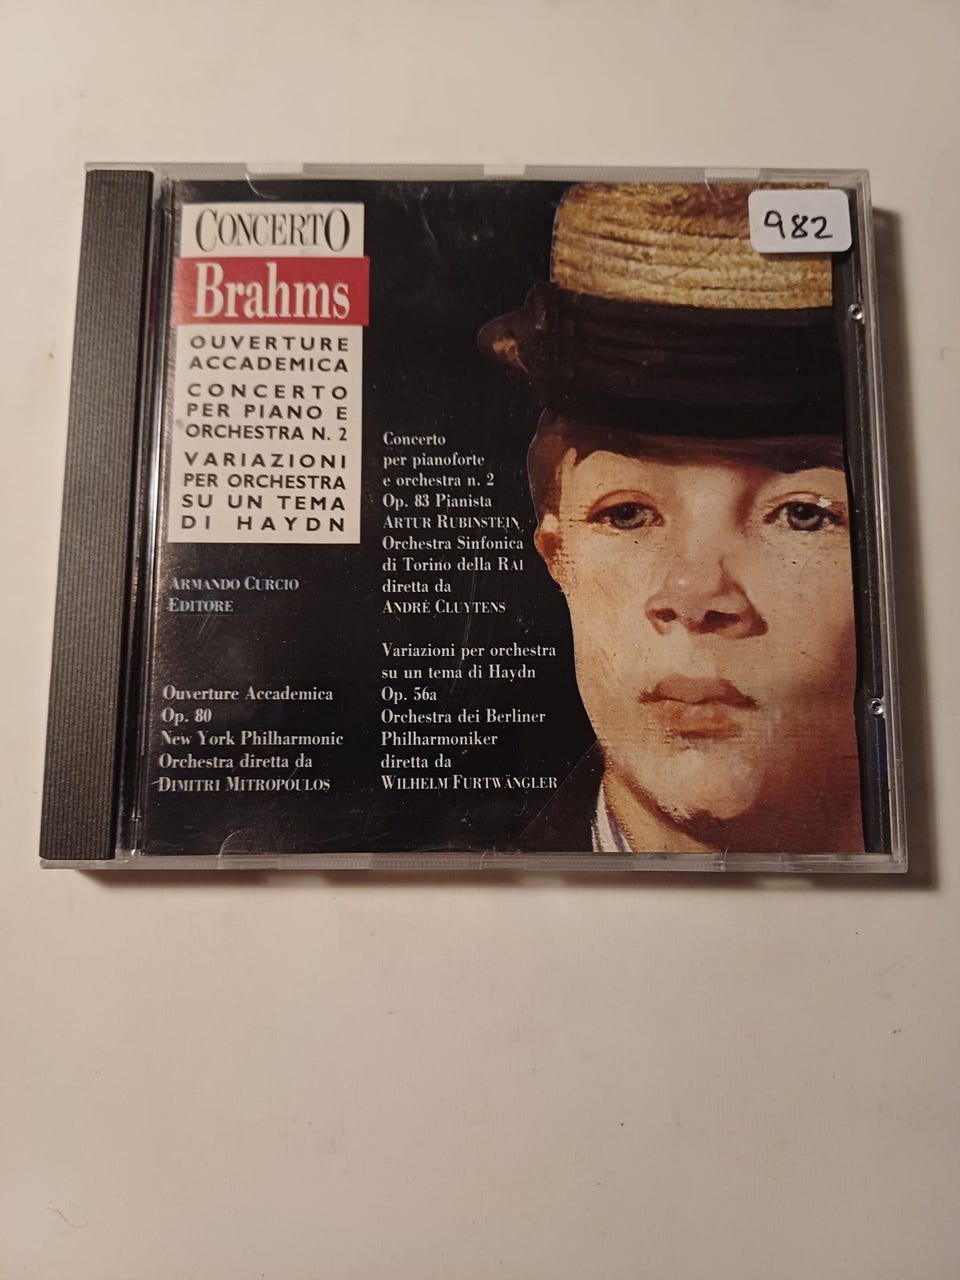 CONCERTO
Brahms
OUVERTURE
ACCADEMICA
CONCERTO
PER PIANO E
ORCHESTRA N. 2
VARIAZIONI
PER ORCHESTRA
SU UN TEMA
DI HAYDN
ARMANDO CURCIO
EDITORE
Ouverture Accademica
Op. 80
New York Philharmonic
Orchestra diretta da
DIMITRI MITROPOULOS
Concerto
per pianoforte
e orchestra n. 2
Op. 83 Pianista
ARTUR RUBINSTEIN
Orchestra Sinfonica
di Torino della RAI
diretta da
ANDRÉ CLUYTENS
Variazioni per orchestra
su un tema di Haydn
Op. 56a
Orchestra dei Berliner
Philharmoniker
diretta da
WILHELM FURTWÄNGLER
982